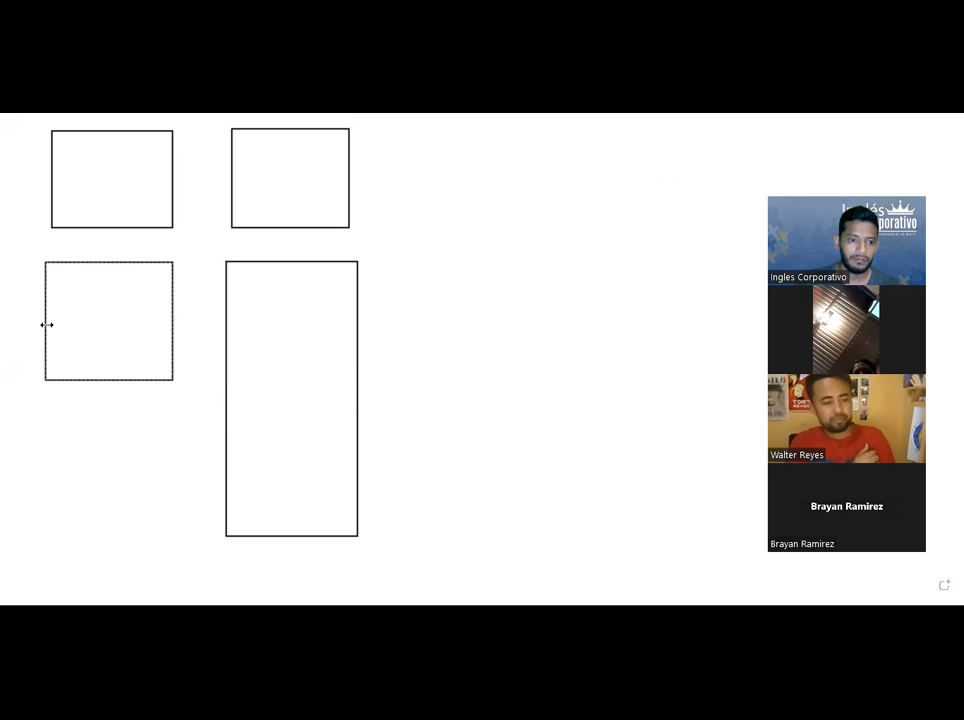 Inglés
Corporativo
Ingles Corporativo
Walter Reyes
Brayan Ramirez
Brayan Ramirez